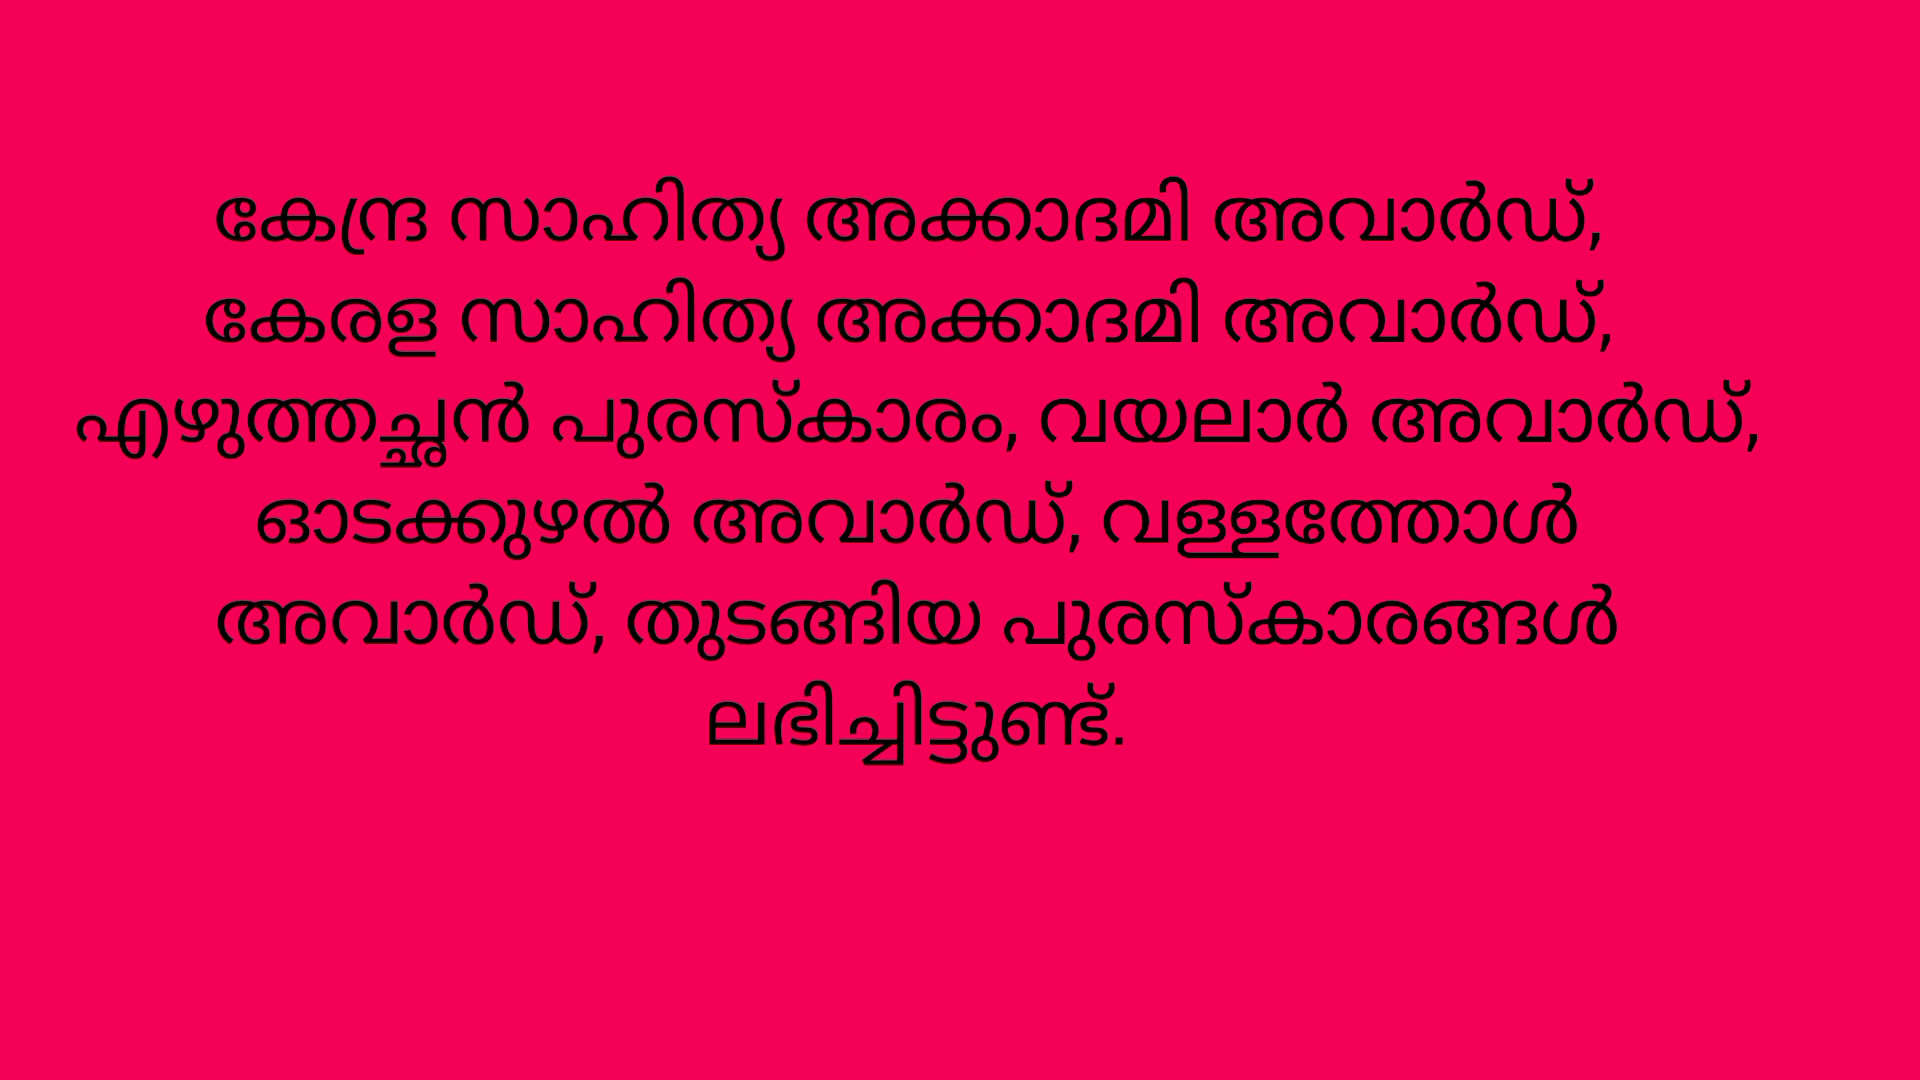 കേന്ദ്ര സാഹിത്യ അക്കാദമി അവാർഡ്,
കേരള സാഹിത്യ അക്കാദമി അവാർഡ്,
എഴുത്തച്ഛൻ പുരസ്കാരം, വയലാർ അവാർഡ്,
ഓടക്കുഴൽ അവാർഡ്, വള്ളത്തോൾ
അവാർഡ്, തുടങ്ങിയ പുരസ്കാരങ്ങൾ
ലഭിച്ചിട്ടുണ്ട്.